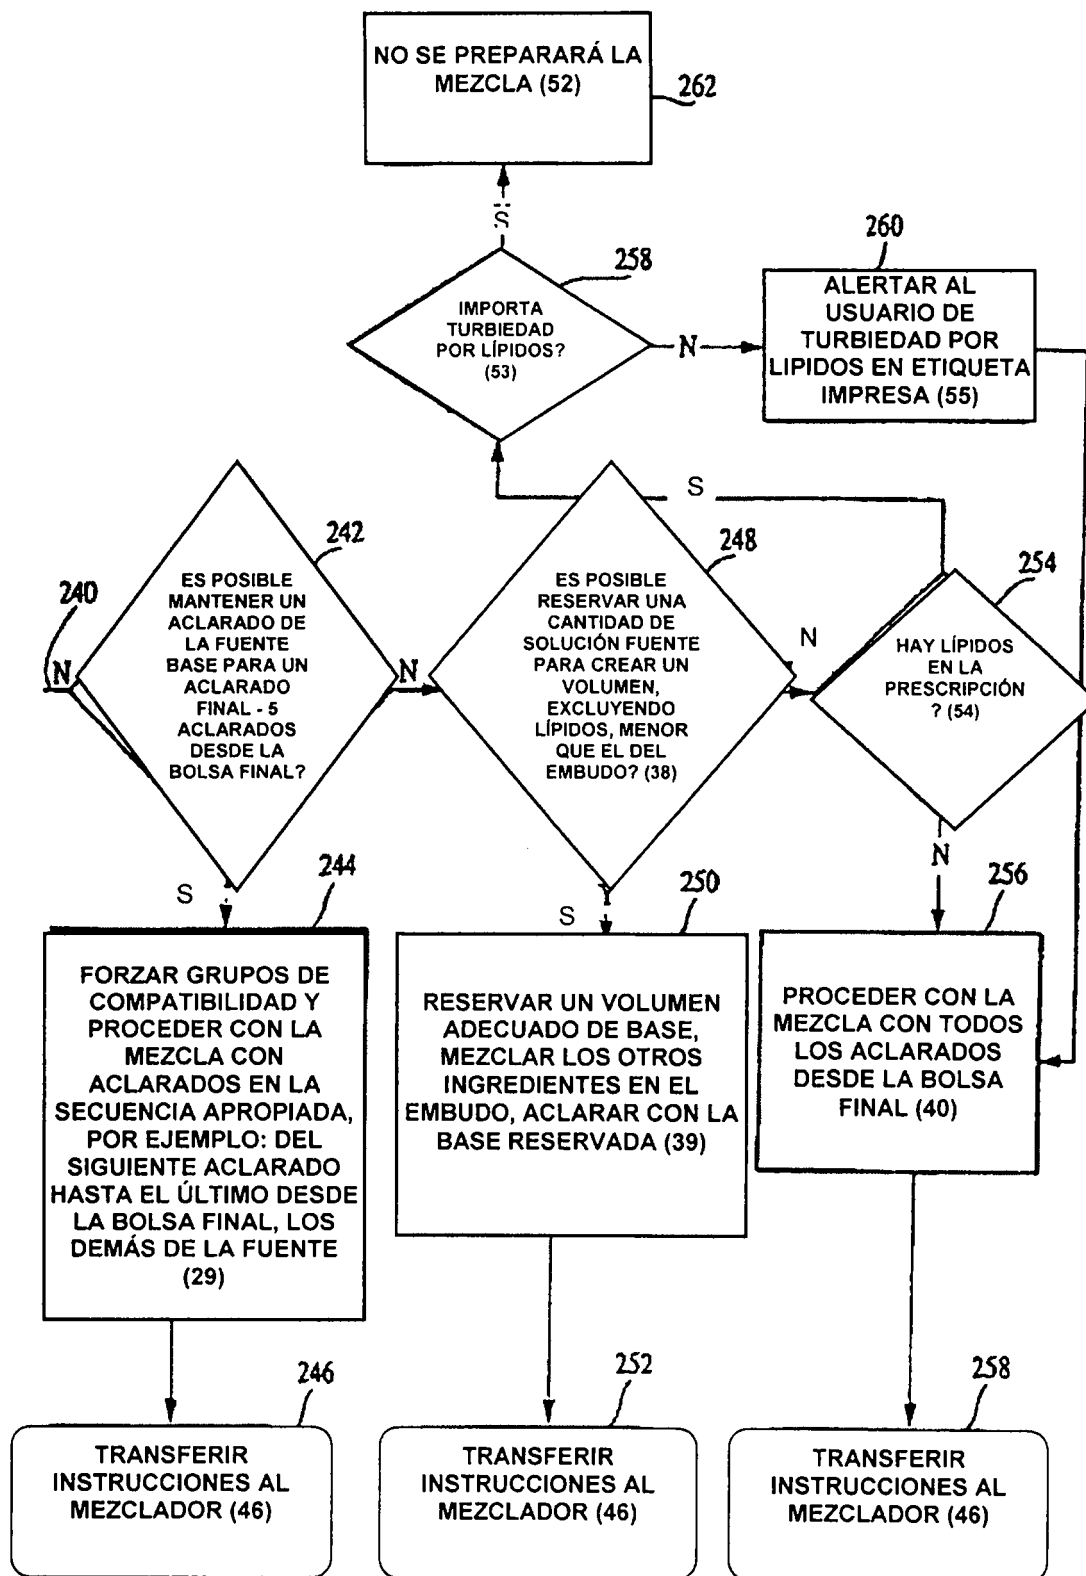 NO SE PREPARARÁ LA
MEZCLA (52)
262
S
258
IMPORTA
TURBIEDAD
POR LÍPIDOS?
(53)
N
260
ALERTAR AL
USUARIO DE
TURBIEDAD POR
LIPIDOS EN ETIQUETA
IMPRESA (55)
S
240
N
242
ES POSIBLE
MANTENER UN
ACLARADO DE
LA FUENTE
BASE PARA UN
ACLARADO
FINAL - 5
ACLARADOS
DESDE LA
BOLSA FINAL?
N
248
ES POSIBLE
RESERVAR UNA
CANTIDAD DE
SOLUCIÓN FUENTE
PARA CREAR UN
VOLUMEN,
EXCLUYENDO
LÍPIDOS, MENOR
QUE EL DEL
EMBUDO? (38)
N
254
HAY LÍPIDOS
EN LA
PRESCRIPCIÓN
? (54)
S
244
FORZAR GRUPOS DE
COMPATIBILIDAD Y
PROCEDER CON LA
MEZCLA CON
ACLARADOS EN LA
SECUENCIA APROPIADA,
POR EJEMPLO: DEL
SIGUIENTE ACLARADO
HASTA EL ÚLTIMO DESDE
LA BOLSA FINAL, LOS
DEMÁS DE LA FUENTE
(29)
S
250
RESERVAR UN VOLUMEN
ADECUADO DE BASE,
MEZCLAR LOS OTROS
INGREDIENTES EN EL
EMBUDO, ACLARAR CON LA
BASE RESERVADA (39)
N
256
PROCEDER CON LA
MEZCLA CON TODOS
LOS ACLARADOS
DESDE LA BOLSA
FINAL (40)
246
TRANSFERIR
INSTRUCCIONES AL
MEZCLADOR (46)
252
TRANSFERIR
INSTRUCCIONES AL
MEZCLADOR (46)
258
TRANSFERIR
INSTRUCCIONES AL
MEZCLADOR (46)